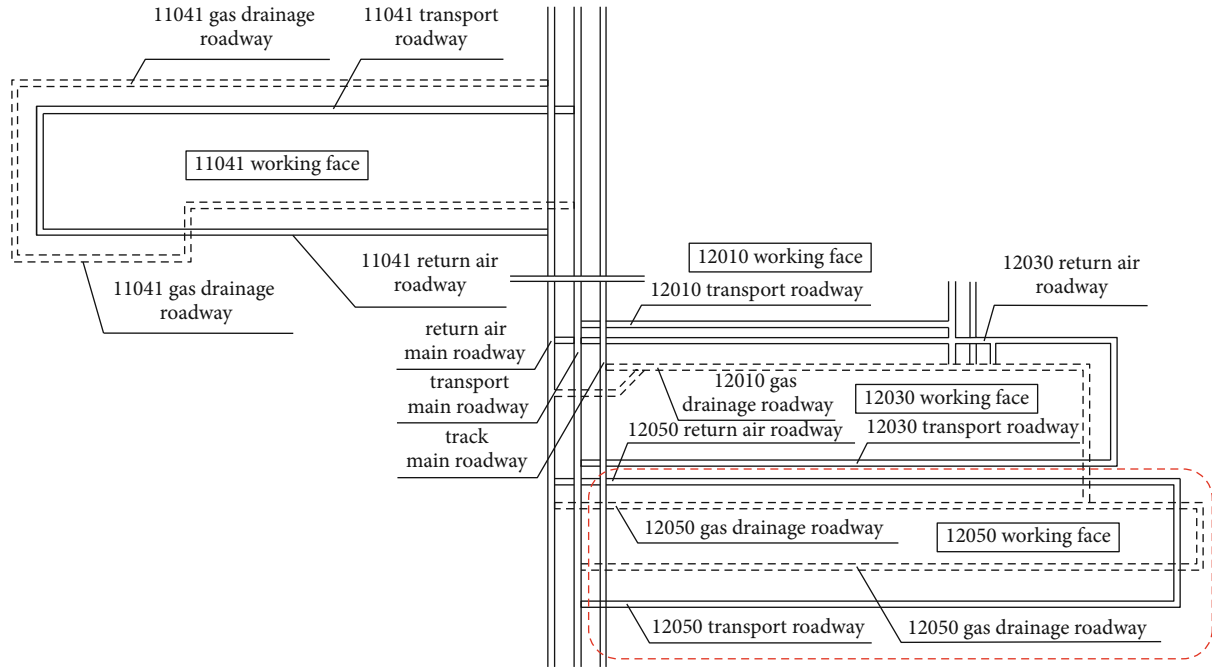 11041 gas drainage
roadway
11041 transport
roadway
11041 working face
11041 return air
roadway
11041 gas drainage
roadway
12010 working face
12010 transport roadway
12030 return air
roadway
return air
main roadway
transport
main roadway
track
main roadway
12010 gas
drainage roadway
12030 working face
12050 return air roadway
12030 transport roadway
12050 gas drainage roadway
12050 working face
12050 transport roadway
12050 gas drainage roadway